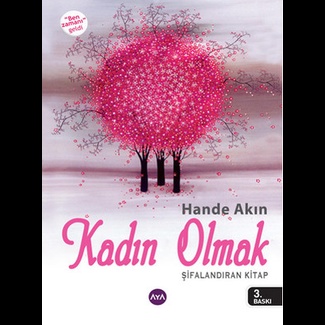 "Ben
zamanı"
geldi
Hande Akın
Kadın Olmak
ŞİFALANDIRAN KİTAP
3.
BASKI
AYA